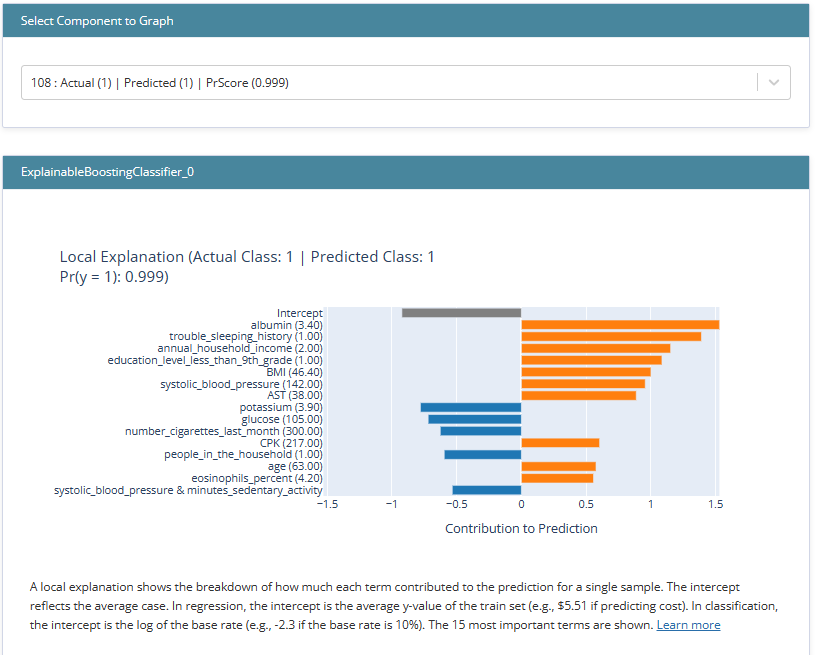 Select Component to Graph
108 : Actual (1) | Predicted (1) | PrScore (0.999)
ExplainableBoostingClassifier_0
Local Explanation (Actual Class: 1 | Predicted Class: 1
Pr(y = 1): 0.999)
Intercept
albumin (3.40)
trouble_sleeping_history (1.00)
annual_household_income (2.00)
education_level_less_than_9th_grade (1.00)
BMI (46.40)
systolic_blood_pressure (142.00)
AST (38.00)
potassium (3.90)
glucose (105.00)
number_cigarettes_last_month (300.00)
CPK (217.00)
people_in_the_household (1.00)
age (63.00)
eosinophils_percent (4.20)
systolic_blood_pressure & minutes_sedentary_activity
−1.5 −1 −0.5 0 0.5 1 1.5
Contribution to Prediction
A local explanation shows the breakdown of how much each term contributed to the prediction for a single sample. The intercept
reflects the average case. In regression, the intercept is the average y-value of the train set (e.g., $5.51 if predicting cost). In classification,
the intercept is the log of the base rate (e.g., -2.3 if the base rate is 10%). The 15 most important terms are shown. Learn more